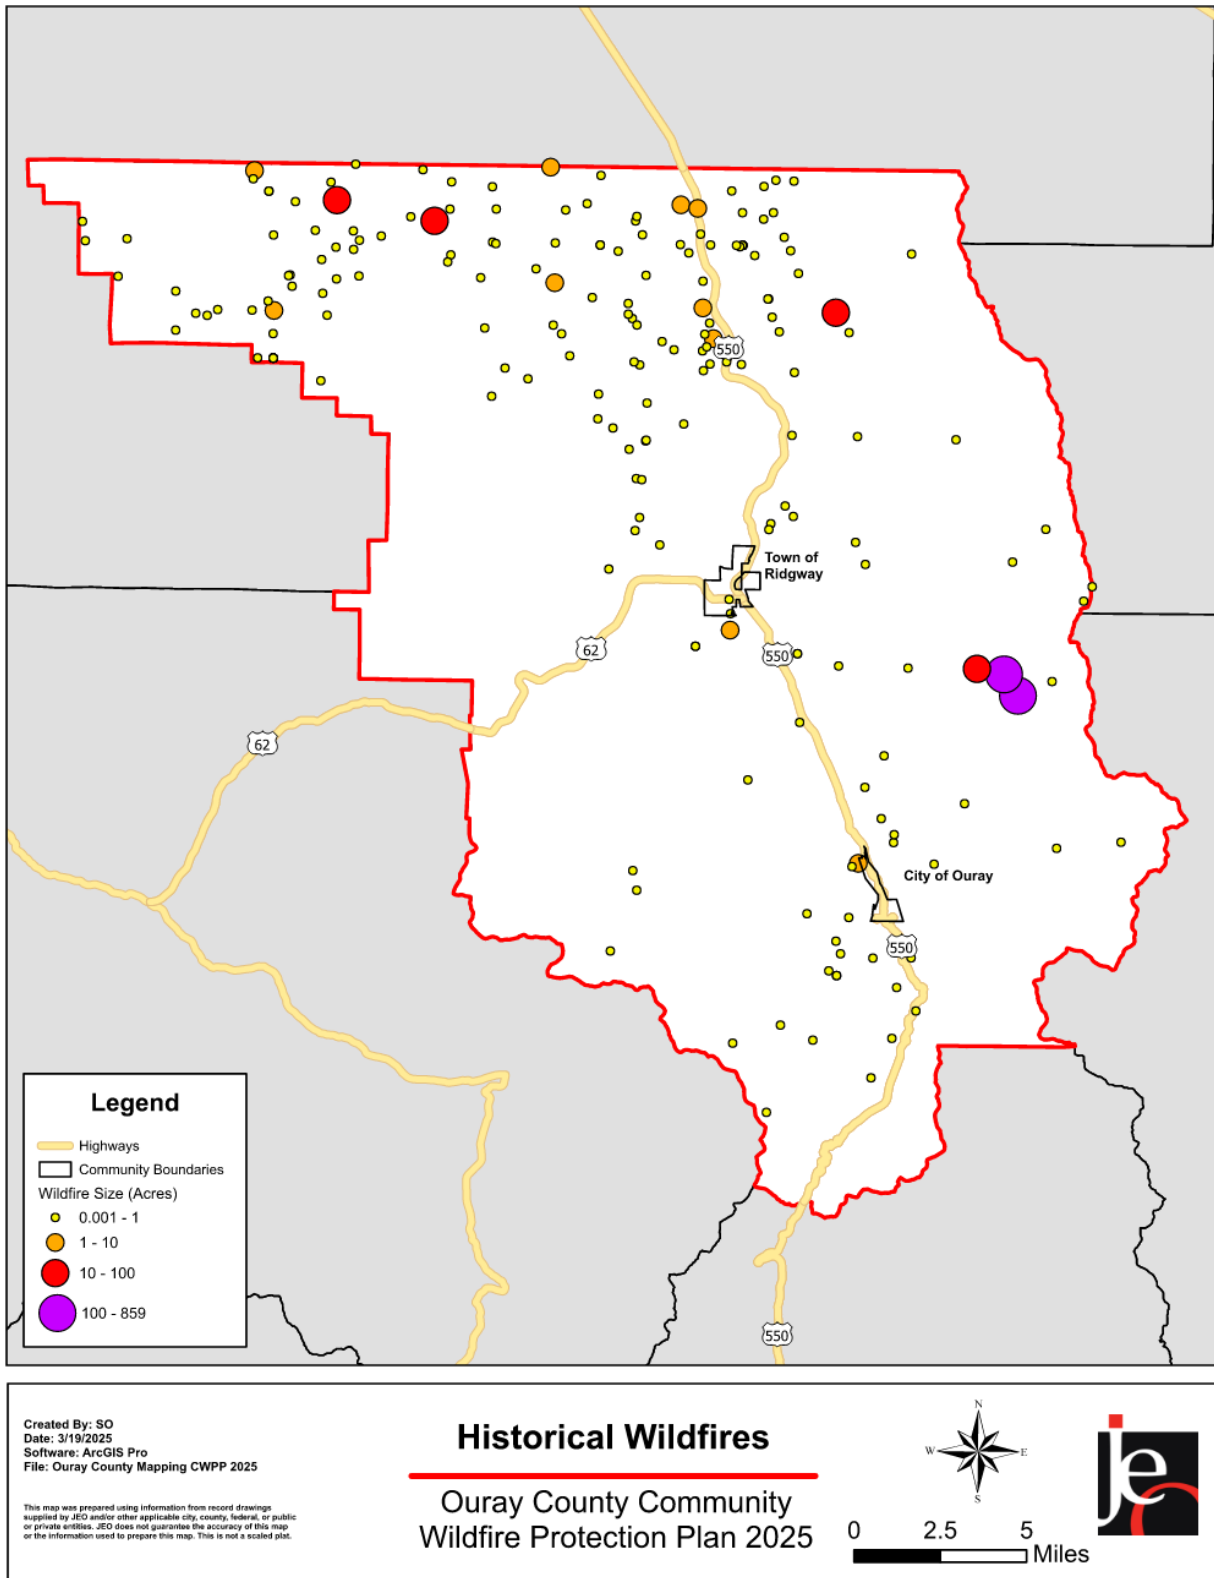 550
Town of
Ridgway
62
550
62
City of Ouray
550
550
Legend
Highways
Community Boundaries
Wildfire Size (Acres)
0.001 - 1
1 - 10
10 - 100
100 - 859
Created By: SO
Date: 3/19/2025
Software: ArcGIS Pro
File: Ouray County Mapping CWPP 2025
This map was prepared using information from record drawings
supplied by JEO and/or other applicable city, county, federal, or public
or private entities. JEO does not guarantee the accuracy of this map
or the information used to prepare this map. This is not a scaled plat.
Historical Wildfires
Ouray County Community
Wildfire Protection Plan 2025
N
W E
S
0 2.5 5
Miles
jeo